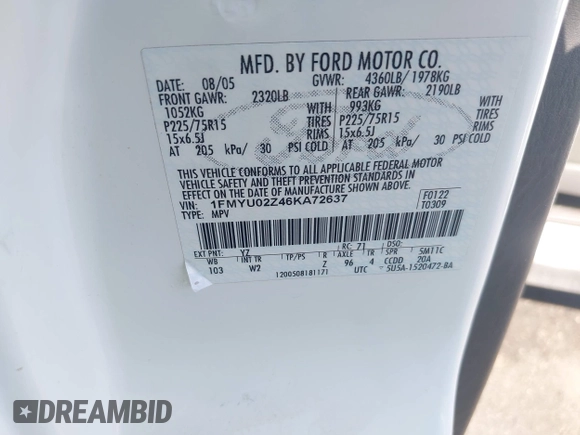 MFD. BY FORD MOTOR CO.
DATE: 08/05 GVWR: 4360LB/ 1978KG
FRONT GAWR: 2320LB REAR GAWR: 2190LB
1052KG WITH 993KG WITH
P225/75R15 TIRES P225/75R15 TIRES
15x6.5J RIMS 15x6.5J RIMS
AT 205 kPa/ 30 PSI COLD AT 205 kPa/ 30 PSI COLD
THIS VEHICLE CONFORMS TO ALL APPLICABLE FEDERAL MOTOR
VEHICLE SAFETY AND BUMPER STANDARDS IN
EFFECT ON THE DATE OF MANUFACTURE SHOWN ABOVE.
VIN: 1FMYU02Z46KA72637 F0122
TYPE: MPV T0309
Ford
EXT PNT: YZ RC: 71 DSO:
WB INT TR TP/PS R AXLE TR SPR 5M11C
103 W2 Z 96 4 CCDD 20A
1200508181171 UTC 5U5A-1520472-BA
DREAMBID